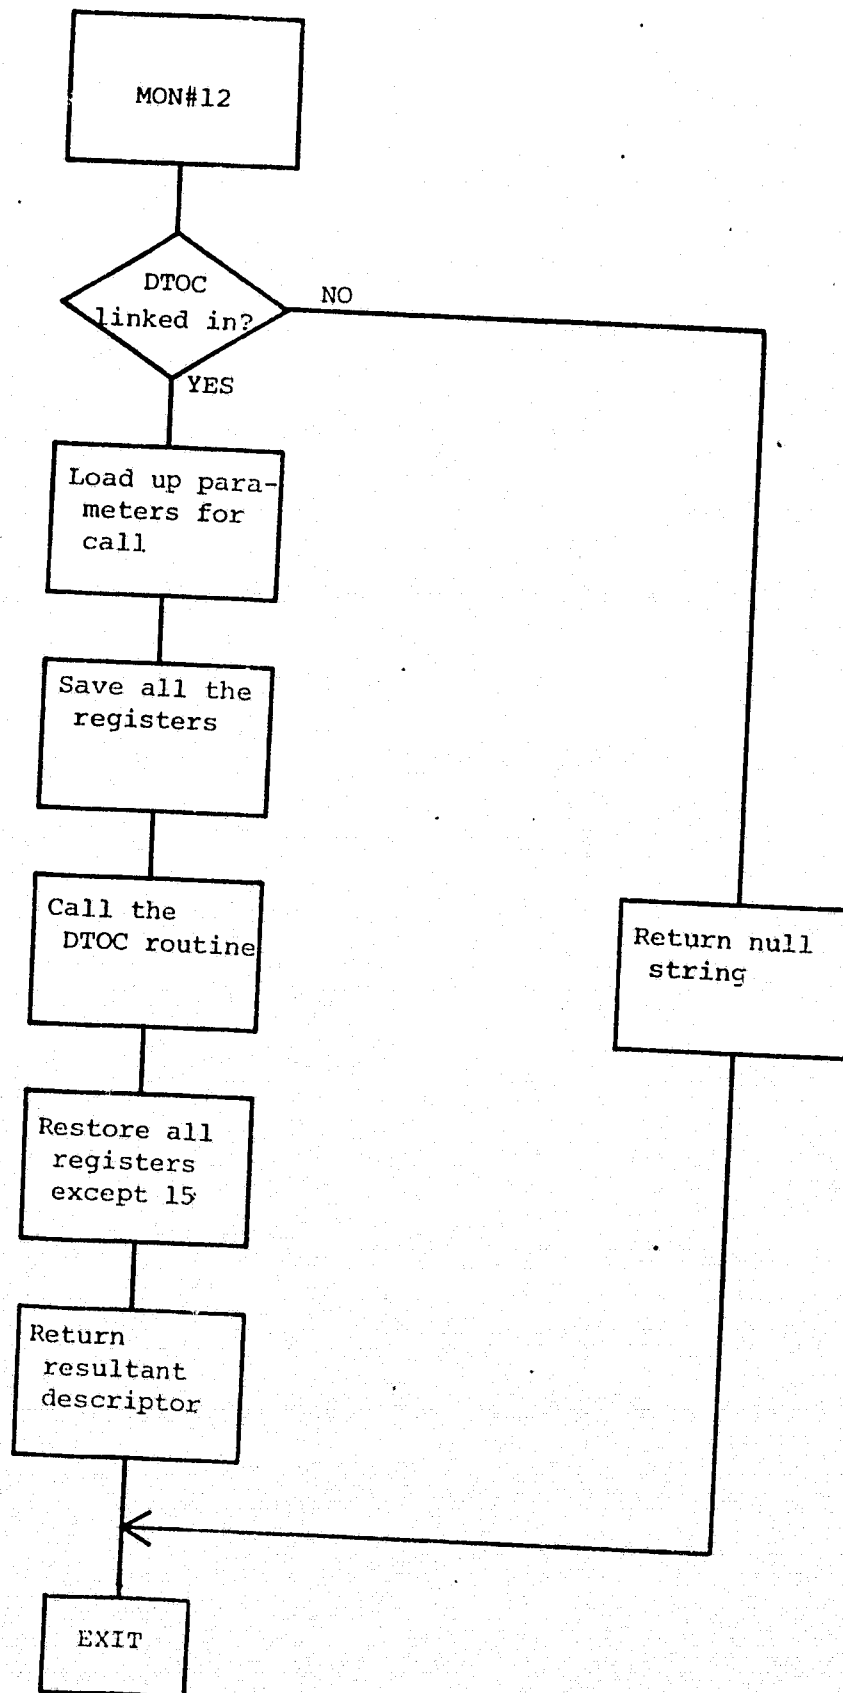 MON#12
DTOC
linked in?
NO
YES
Load up para-
meters for
call
Save all the
registers
Call the
DTOC routine
Return null
string
Restore all
registers
except 15
Return
resultant
descriptor
EXIT